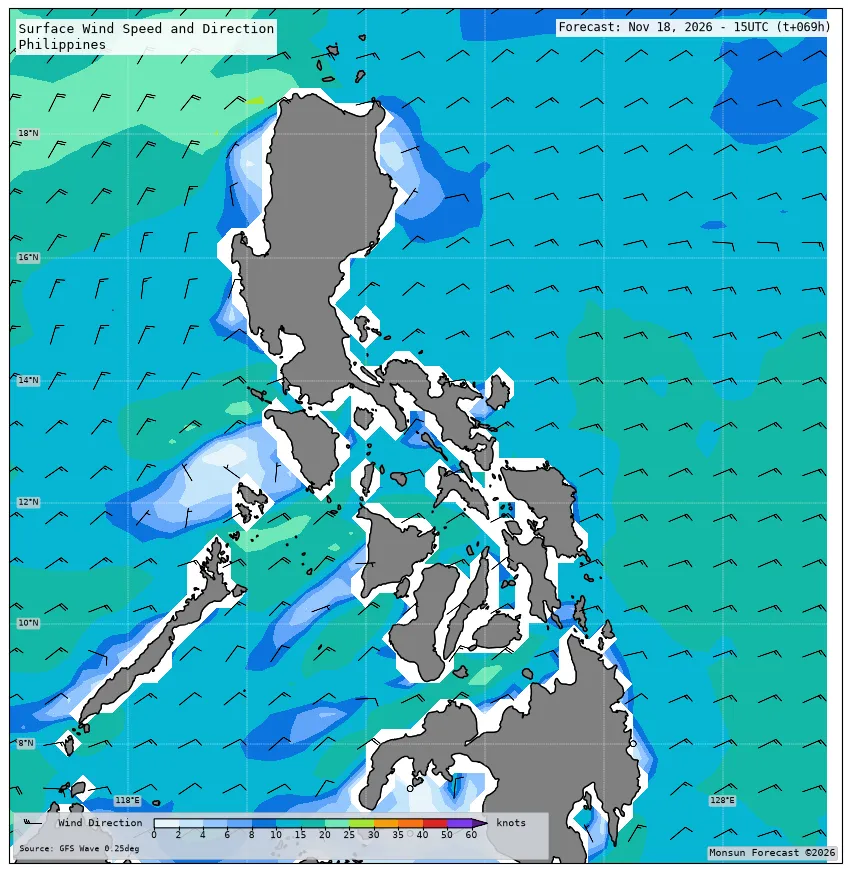 Surface Wind Speed and Direction
Philippines
Forecast: Nov 18, 2026 - 15UTC (t+069h)
18°N
16°N
14°N
12°N
10°N
8°N
118°E
128°E
Wind Direction
knots
0 2 4 6 8 10 15 20 25 30 35 40 50 60
Source: GFS Wave 0.25deg
Monsun Forecast ©2026